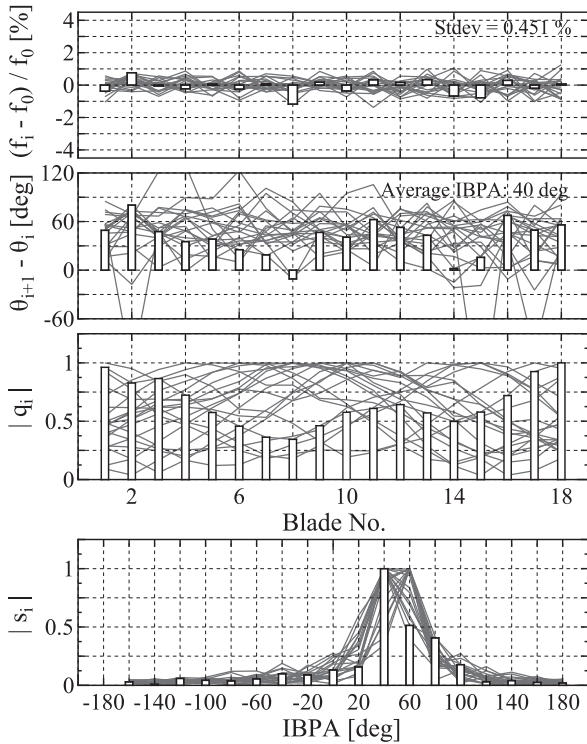 (f_i - f_0) / f_0 [%]
4
2
0
-2
-4
Stdev = 0.451 %
θ_{i+1} - θ_i [deg]
120
60
0
-60
Average IBPA: 40 deg
| q_i |
1
0.5
0
2 6 10 14 18
Blade No.
| s_i |
1
0.5
0
-180 -140 -100 -60 -20 20 60 100 140 180
IBPA [deg]